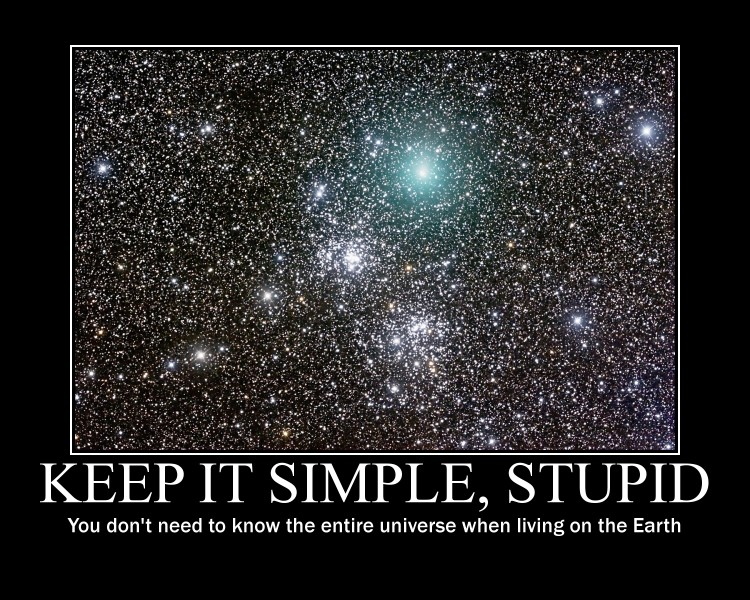 KEEP IT SIMPLE, STUPID
You don't need to know the entire universe when living on the Earth